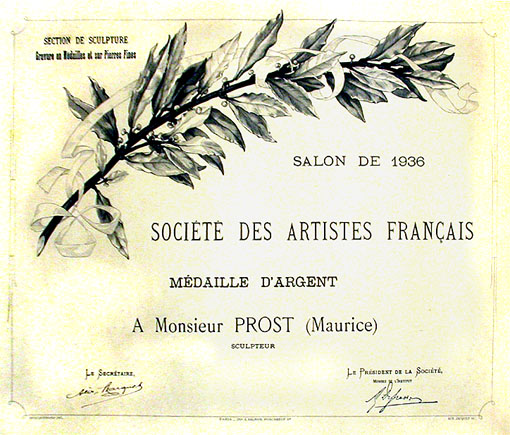 SECTION DE SCULPTURE
Gravure en Médailles et sur Pierres Fines
SALON DE 1936
SOCIÉTÉ DES ARTISTES FRANÇAIS
MÉDAILLE D'ARGENT
A Monsieur PROST (Maurice)
SCULPTEUR
Le Secrétaire,
Le Président de la Société,
Membre de l'Institut